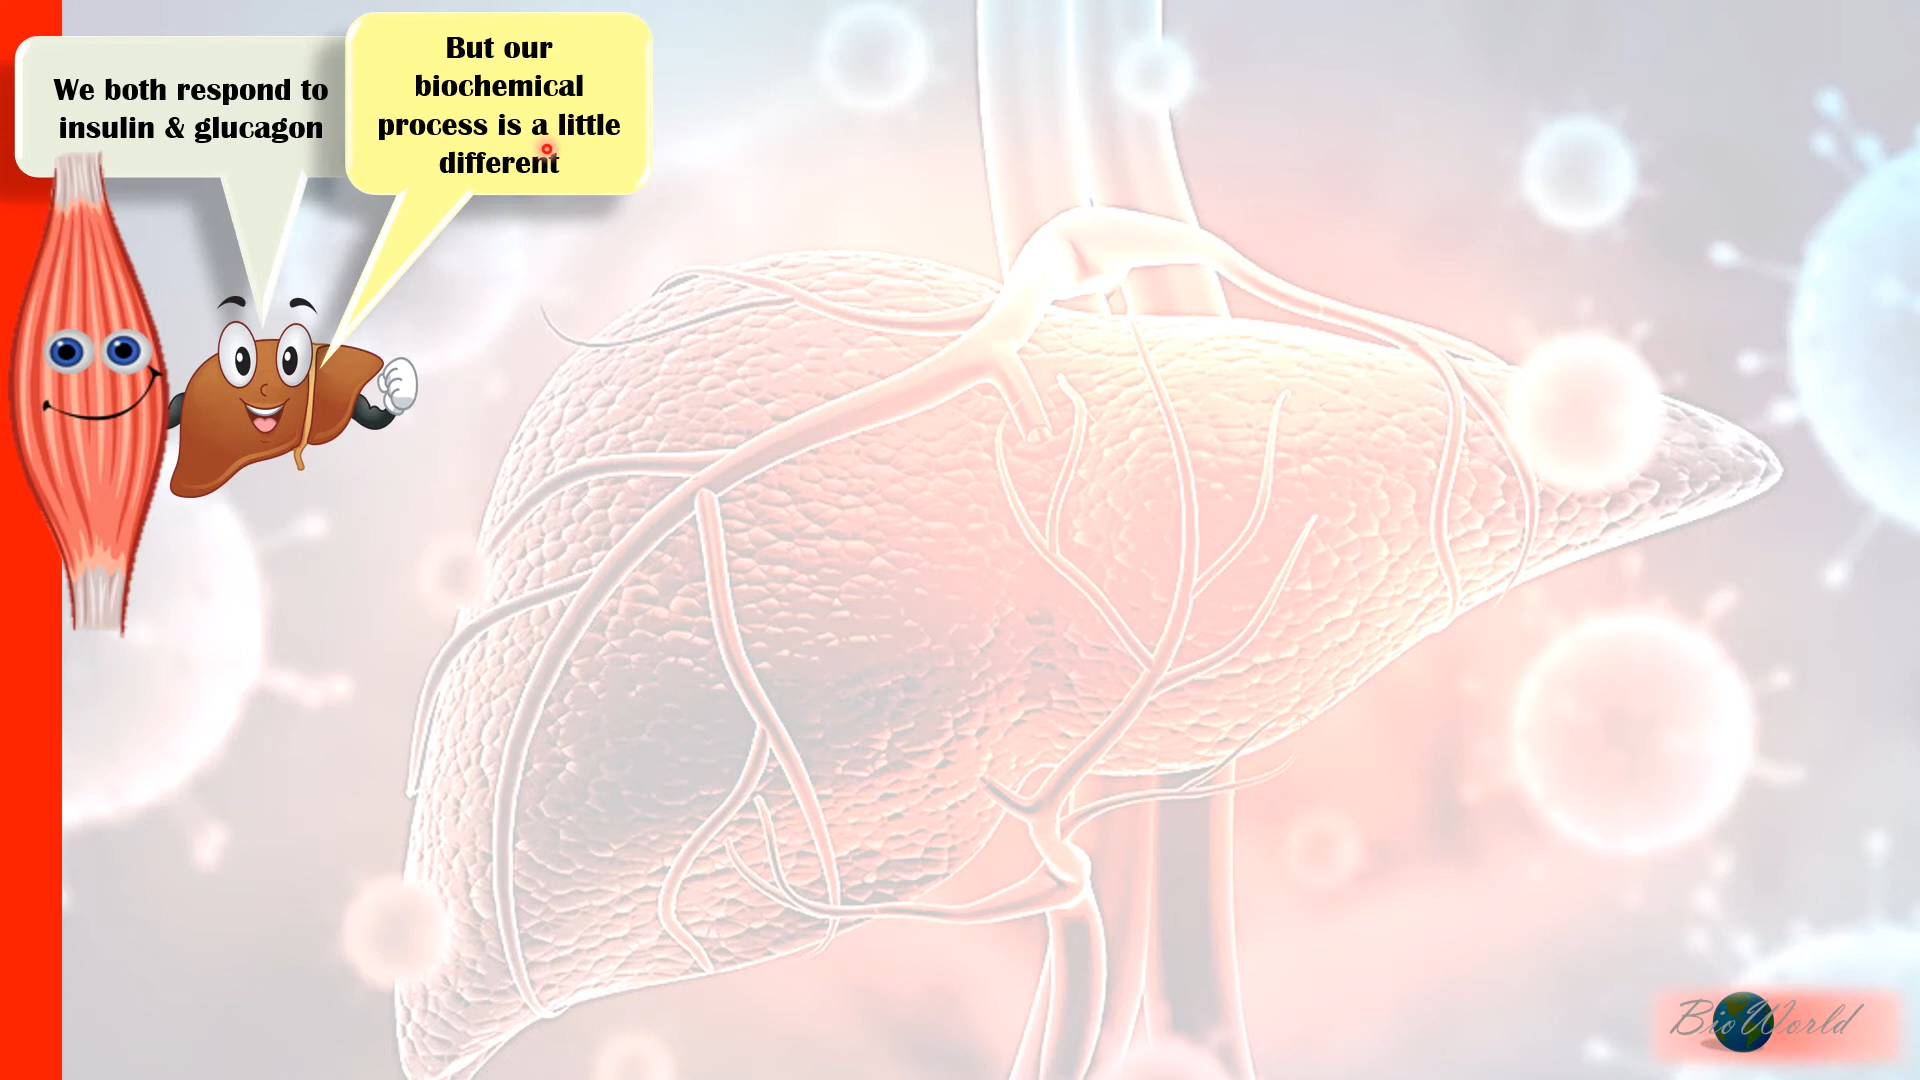 We both respond to
insulin & glucagon
But our
biochemical
process is a little
different
BioWorld